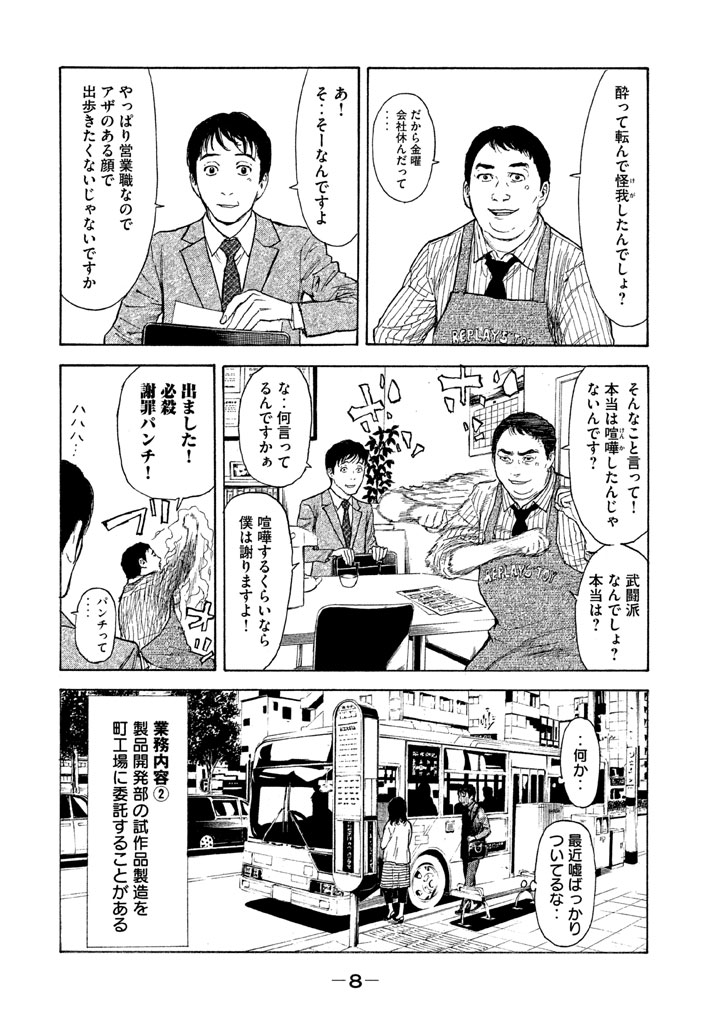 酔って転んで怪我したんでしょ?
だから金曜
会社休んだって
‥‥
REPLAY'S TOY
あ!
そ‥そーなんですよ
やっぱり営業職なので
アザのある顔で
出歩きたくないじゃないですか
そんなこと言って!
本当は喧嘩したんじゃ
ないんです?
武闘派
なんでしょ?
本当は?
REPLAY'S TOY
な‥何言って
るんですかぁ
喧嘩するくらいなら
僕は謝りますよ!
出ました!
必殺
謝罪パンチ!
ハハハ‥
パンチって
‥‥
‥何か‥
最近嘘ばっかり
ついてるな‥
業務内容②
製品開発部の試作品製造を
町工場に委託することがある
—8—